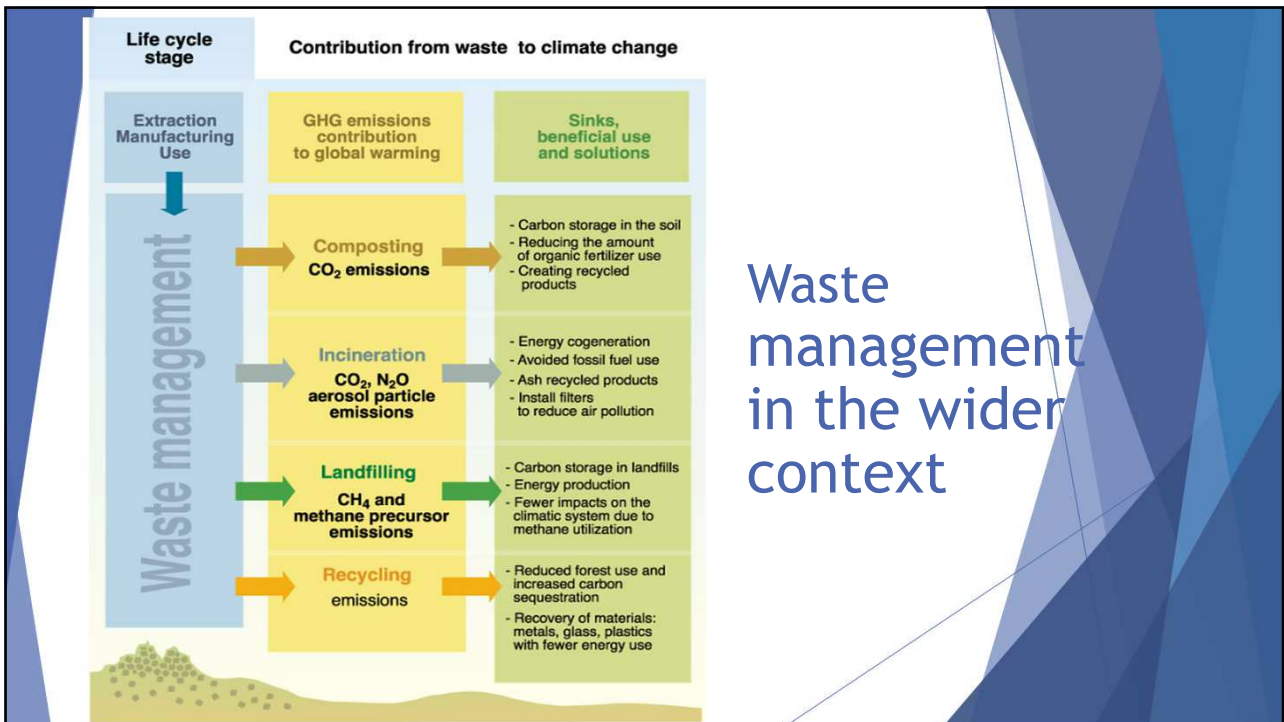 Life cycle
stage
Contribution from waste to climate change
Extraction
Manufacturing
Use
GHG emissions
contribution
to global warming
Sinks,
beneficial use
and solutions
Waste management
Composting
CO₂ emissions
- Carbon storage in the soil
- Reducing the amount
of organic fertilizer use
- Creating recycled
products
Incineration
CO₂, N₂O
aerosol particle
emissions
- Energy cogeneration
- Avoided fossil fuel use
- Ash recycled products
- Install filters
to reduce air pollution
Landfilling
CH₄ and
methane precursor
emissions
- Carbon storage in landfills
- Energy production
- Fewer impacts on the
climatic system due to
methane utilization
Recycling
emissions
- Reduced forest use and
increased carbon
sequestration
- Recovery of materials:
metals, glass, plastics
with fewer energy use
Waste
management
in the wider
context